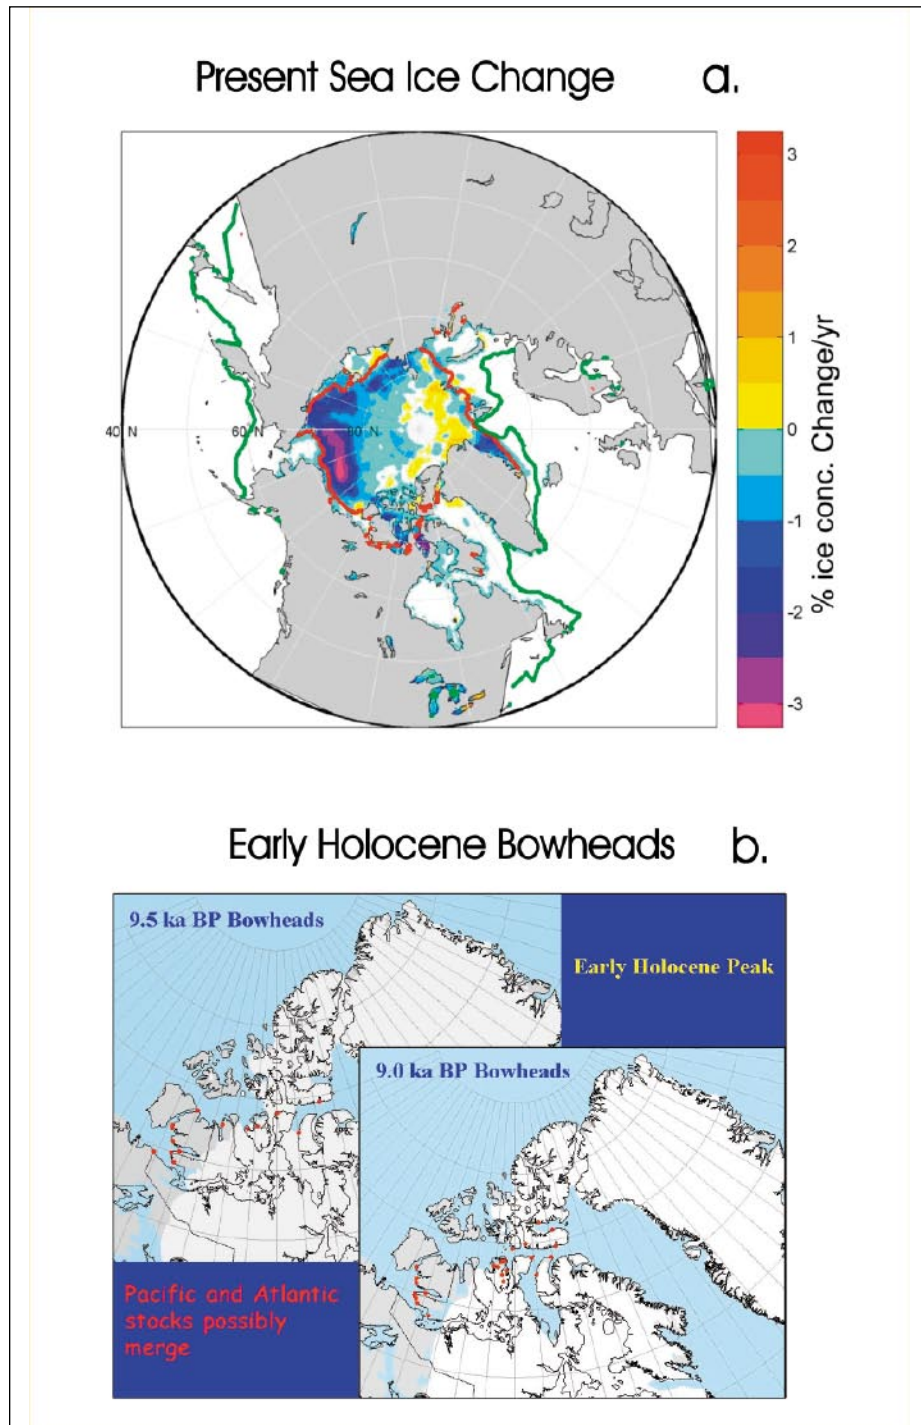 Present Sea Ice Change a.
40 N
60 N
80 N
3
2
1
0
-1
-2
-3
% ice conc. Change/yr
Early Holocene Bowheads b.
9.5 ka BP Bowheads
Early Holocene Peak
9.0 ka BP Bowheads
Pacific and Atlantic
stocks possibly
merge